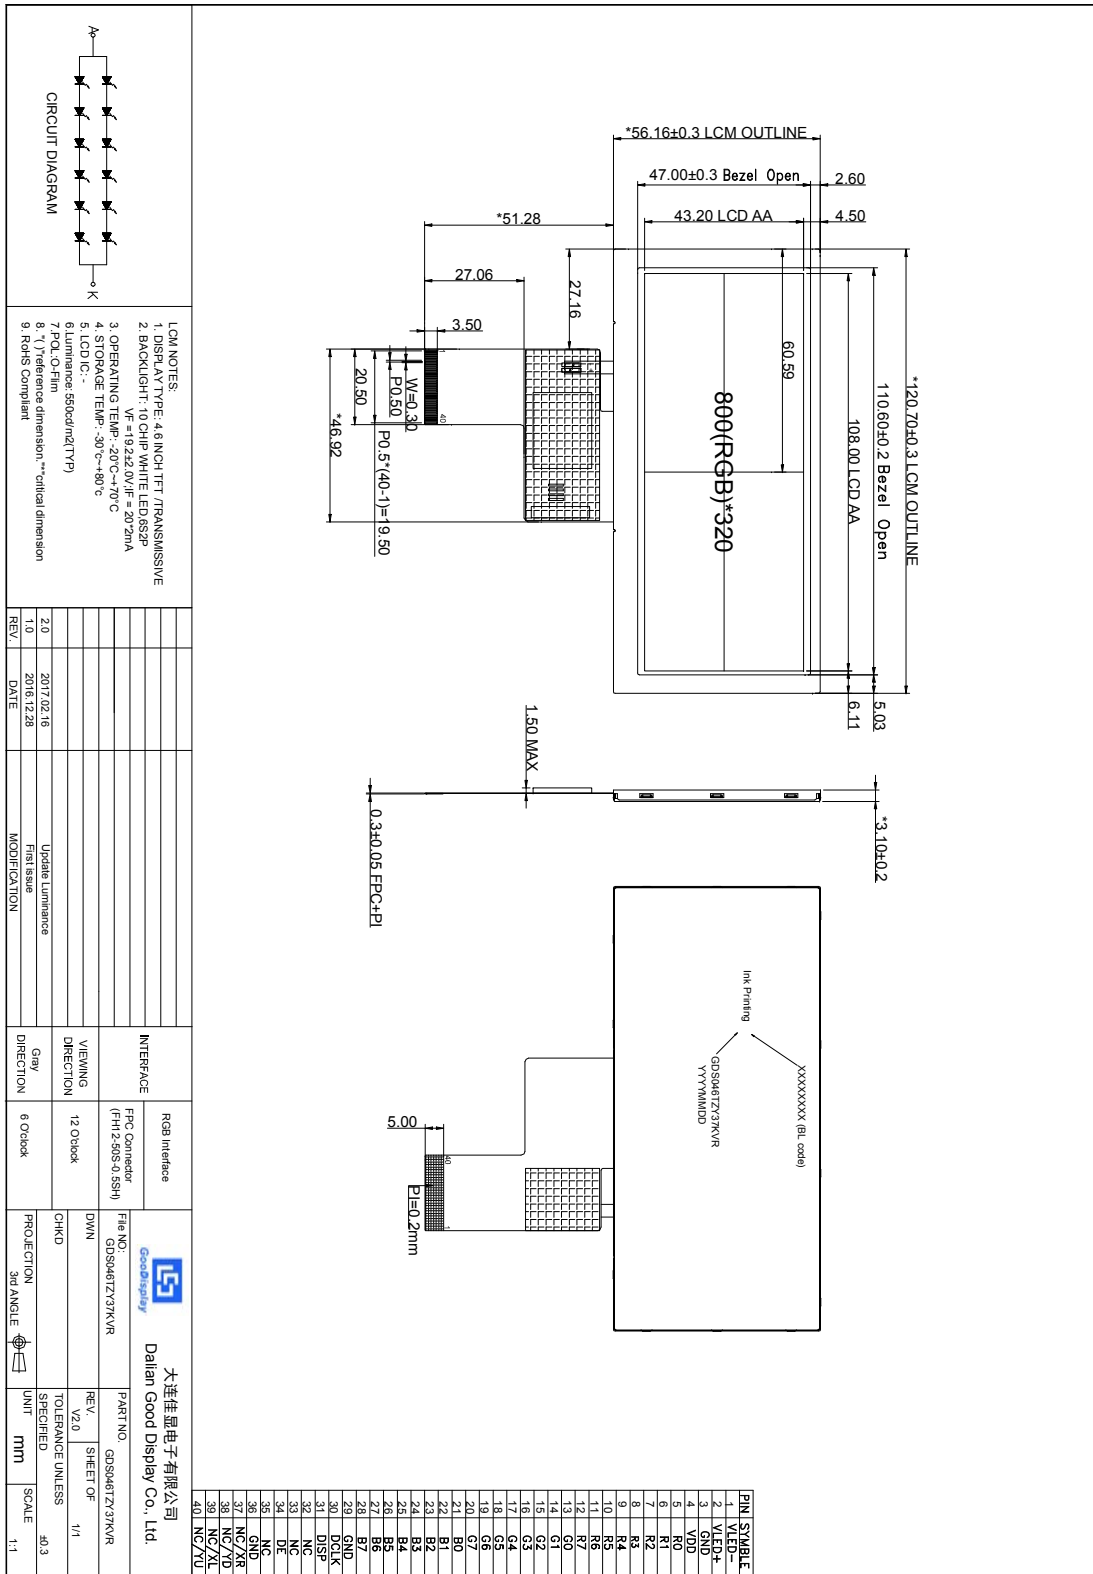 *120.70±0.3 LCM OUTLINE
110.60±0.2 Bezel Open
108.00 LCD AA
60.59
5.03
6.11
*56.16±0.3 LCM OUTLINE
47.00±0.3 Bezel Open
43.20 LCD AA
2.60
4.50
800(RGB)*320
*51.28
27.06
27.16
3.50
40
W=0.30
P0.50
P0.5*(40-1)=19.50
20.50
*46.92
*3.10±0.2
1.50 MAX
0.3±0.05 FPC+PI
Ink Printing
XXXXXXXX (BL code)
GDS046TZY37KVR
YYYYMMDD
5.00
40
1
PI=0.2mm
PIN SYMBLE
1 VLED-
2 VLED+
3 GND
4 VDD
5 R0
6 R1
7 R2
8 R3
9 R4
10 R5
11 R6
12 R7
13 G0
14 G1
15 G2
16 G3
17 G4
18 G5
19 G6
20 G7
21 B0
22 B1
23 B2
24 B3
25 B4
26 B5
27 B6
28 B7
29 GND
30 DCLK
31 DISP
32 NC
33 NC
34 DE
35 NC
36 GND
37 NC/XR
38 NC/YD
39 NC/XL
40 NC/YU
A
K
CIRCUIT DIAGRAM
LCM NOTES:
1. DISPLAY TYPE: 4.6 INCH TFT /TRANSMISSIVE
2. BACKLIGHT: 10 CHIP WHITE LED,6S2P
VF =19.2±2.0V;IF = 20*2mA
3. OPERATING TEMP: -20°C~+70°C
4. STORAGE TEMP: -30°c~+80°c
5. LCD IC: -
6.Luminance: 550cd/m2(TYP)
7.POL:O-Flim
8. "( )"reference dimension,"*"critical dimension
9. RoHS Compliant
2.0 2017.02.16 Update Luminance
1.0 2016.12.28 First issue
REV. DATE MODIFICATION
INTERFACE
RGB Interface
FPC Connector
(FH12-50S-0.5SH)
VIEWING
DIRECTION
12 O'clock
Gray
DIRECTION
6 O'clock
GooDisplay
大连佳显电子有限公司
Dalian Good Display Co., Ltd.
File NO:
GDS046TZY37KVR
PART NO.
GDS046TZY37KVR
DWN
REV.
V2.0
SHEET OF
1/1
CHKD
TOLERANCE UNLESS
SPECIFIED
±0.3
PROJECTION
3rd ANGLE
UNIT
mm
SCALE
1:1